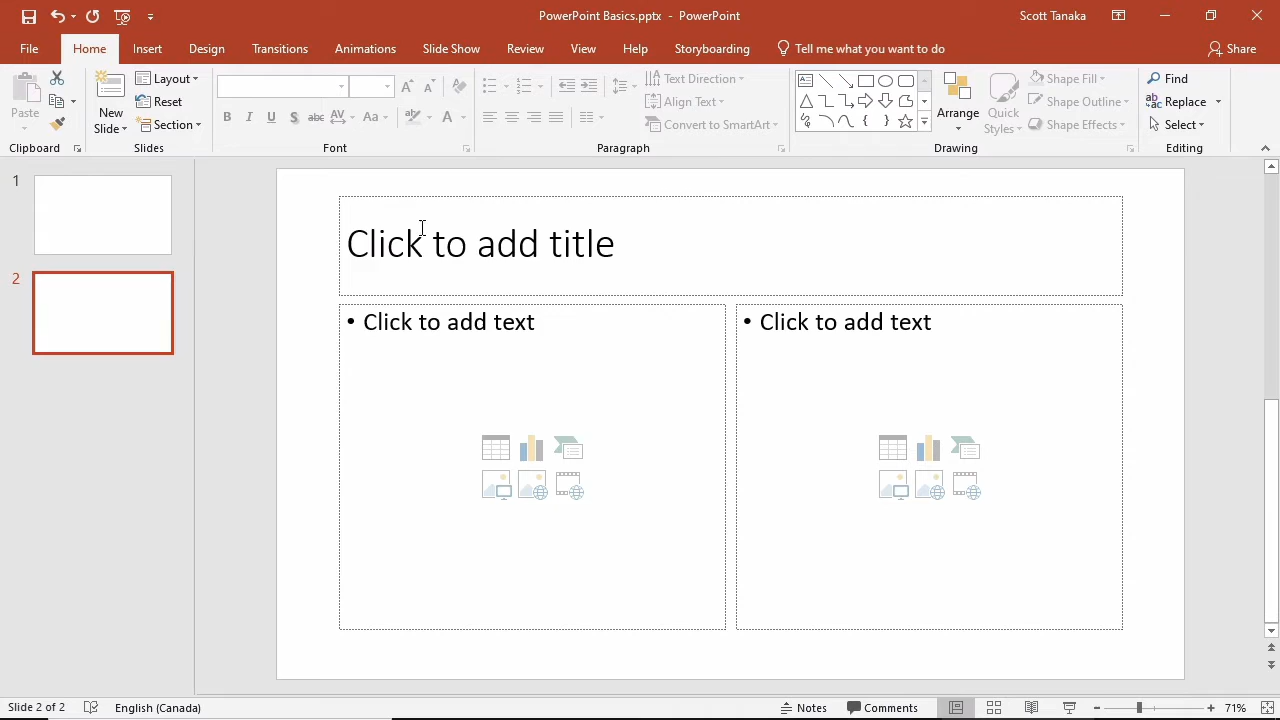 PowerPoint Basics.pptx - PowerPoint
Scott Tanaka
File Home Insert Design Transitions Animations Slide Show Review View Help Storyboarding Tell me what you want to do Share
Paste
Clipboard
New Slide
Layout
Reset
Section
Slides
B I U S abc AV Aa A
Font
Text Direction
Align Text
Convert to SmartArt
Paragraph
Arrange
Quick Styles
Shape Fill
Shape Outline
Shape Effects
Drawing
Find
Replace
Select
Editing
1
2
Click to add title
• Click to add text
• Click to add text
Slide 2 of 2 English (Canada) Notes Comments 71%